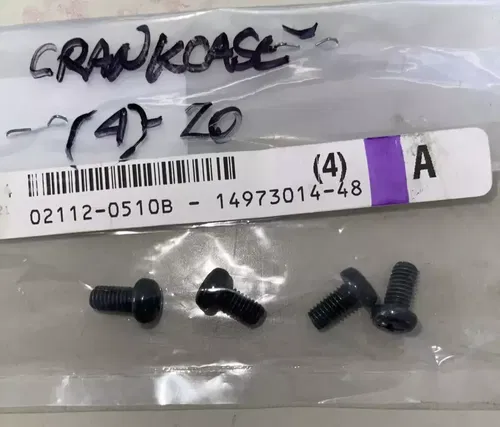 CRANKCASE
(4) 20
(4) A
02112-0510B - 14973014-48